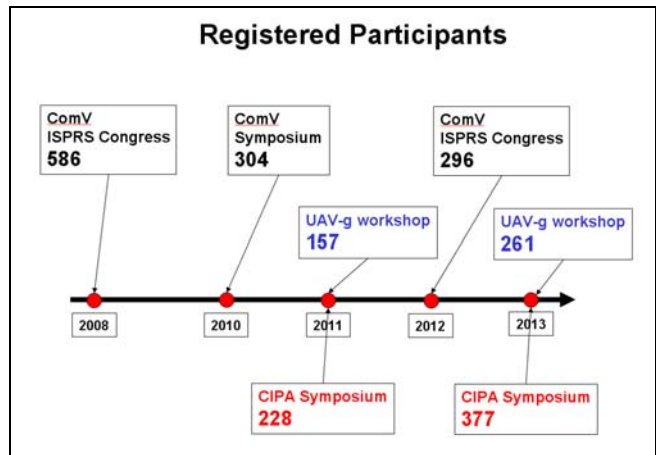 Registered Participants
ComV
ISPRS Congress
586
ComV
Symposium
304
ComV
ISPRS Congress
296
UAV-g workshop
157
UAV-g workshop
261
2008
2010
2011
2012
2013
CIPA Symposium
228
CIPA Symposium
377